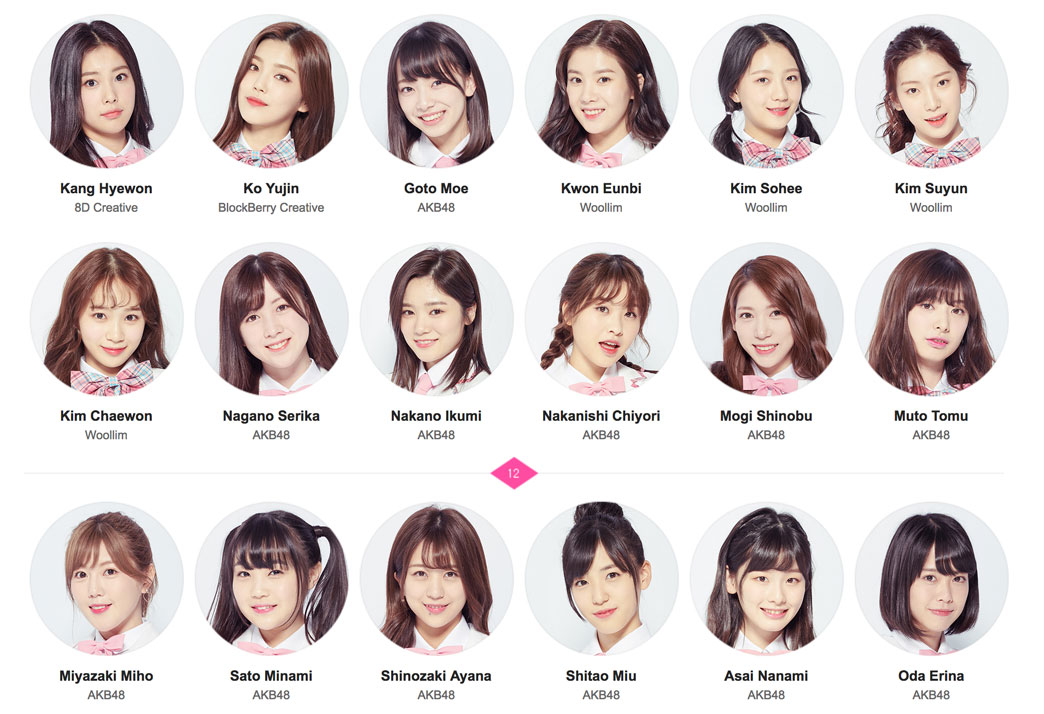 Kang Hyewon
8D Creative
Ko Yujin
BlockBerry Creative
Goto Moe
AKB48
Kwon Eunbi
Woollim
Kim Sohee
Woollim
Kim Suyun
Woollim
Kim Chaewon
Woollim
Nagano Serika
AKB48
Nakano Ikumi
AKB48
Nakanishi Chiyori
AKB48
Mogi Shinobu
AKB48
Muto Tomu
AKB48
12
Miyazaki Miho
AKB48
Sato Minami
AKB48
Shinozaki Ayana
AKB48
Shitao Miu
AKB48
Asai Nanami
AKB48
Oda Erina
AKB48